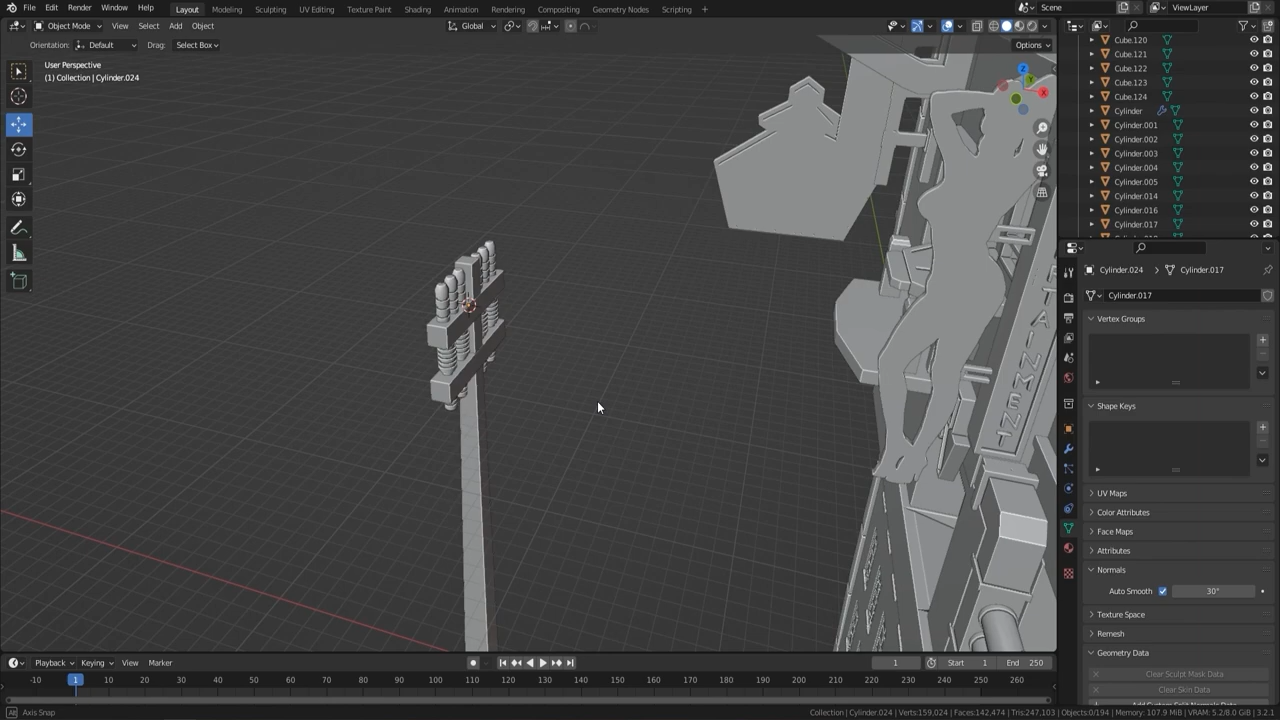 File Edit Render Window Help Layout Modeling Sculpting UV Editing Texture Paint Shading Animation Rendering Compositing Geometry Nodes Scripting + Scene ViewLayer
Object Mode View Select Add Object Global
Orientation: Default Drag: Select Box Options
User Perspective
(1) Collection | Cylinder.024
Z
Y
X
Cube.120
Cube.121
Cube.122
Cube.123
Cube.124
Cylinder
Cylinder.001
Cylinder.002
Cylinder.003
Cylinder.004
Cylinder.005
Cylinder.014
Cylinder.016
Cylinder.017
Cylinder.024 > Cylinder.017
Cylinder.017
Vertex Groups
Shape Keys
UV Maps
Color Attributes
Face Maps
Attributes
Normals
Auto Smooth 30°
Texture Space
Remesh
Geometry Data
Clear Sculpt Mask Data
Clear Skin Data
TAINMENT
Playback Keying View Marker 1 Start 1 End 250
-10 1 10 20 30 40 50 60 70 80 90 100 110 120 130 140 150 160 170 180 190 200 210 220 230 240 250 260
Axis Snap Collection | Cylinder.024 | Verts:159,024 | Faces:142,474 | Tris:247,103 | Objects:0/194 | Memory: 107.9 MiB | VRAM: 5.2/8.0 GiB | 3.2.1